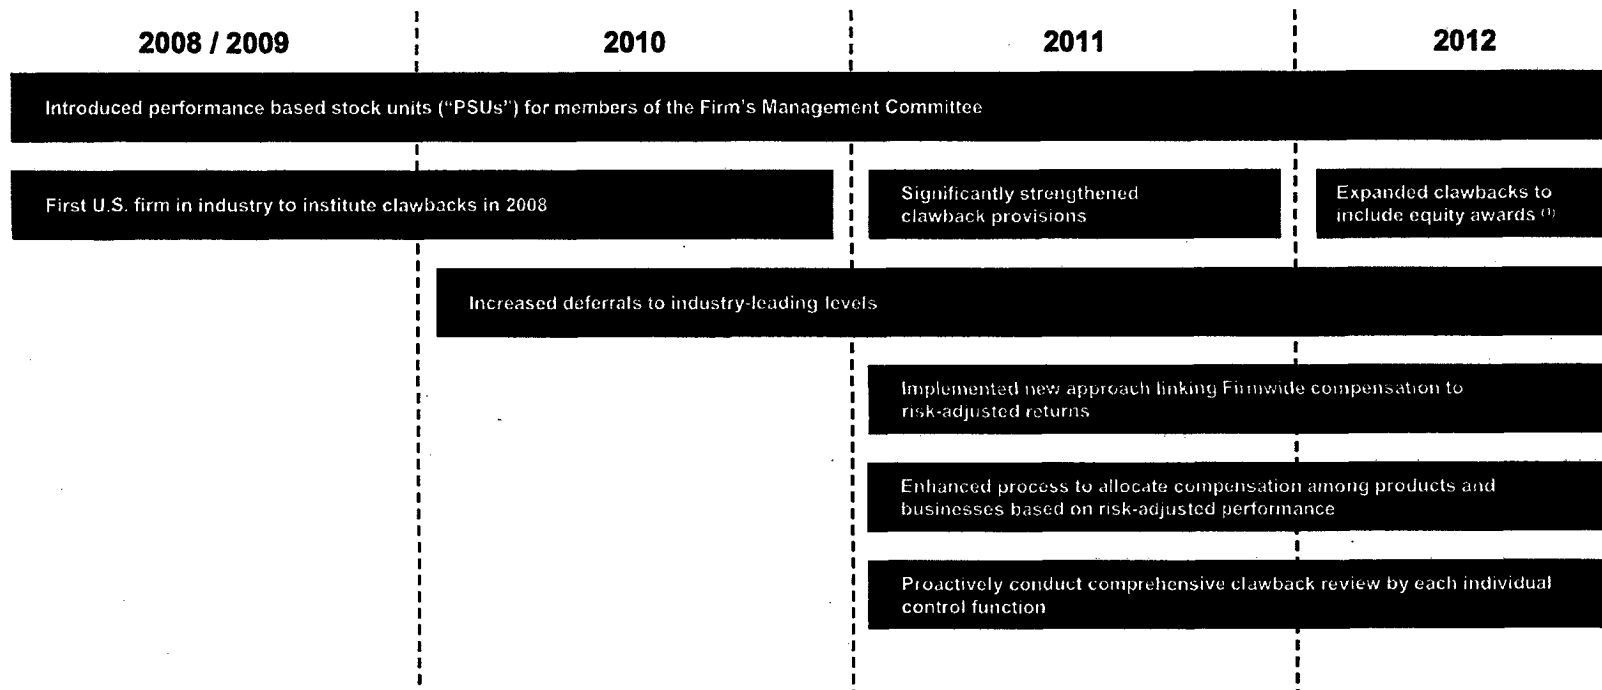 2008 / 2009
2010
2011
2012
Introduced performance based stock units (“PSUs”) for members of the Firm’s Management Committee
First U.S. firm in industry to institute clawbacks in 2008
Significantly strengthened
clawback provisions
Expanded clawbacks to
include equity awards (1)
Increased deferrals to industry-leading levels
Implemented new approach linking Firmwide compensation to
risk-adjusted returns
Enhanced process to allocate compensation among products and
businesses based on risk-adjusted performance
Proactively conduct comprehensive clawback review by each individual
control function